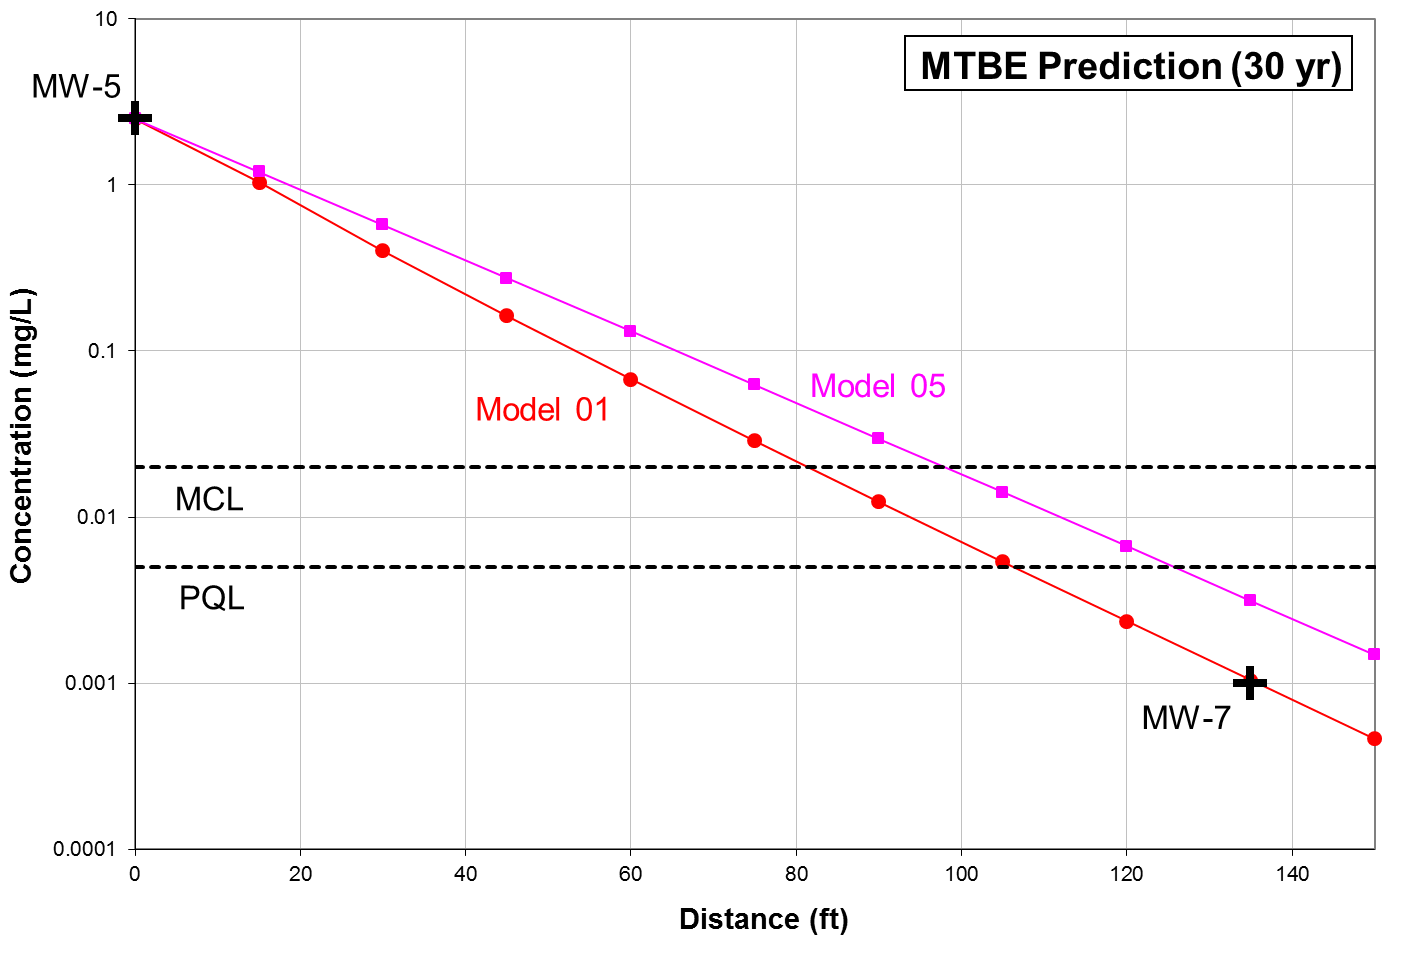 MTBE Prediction (30 yr)
MW-5
10
1
0.1
0.01
0.001
0.0001
Concentration (mg/L)
Model 05
Model 01
MCL
PQL
MW-7
0 20 40 60 80 100 120 140
Distance (ft)